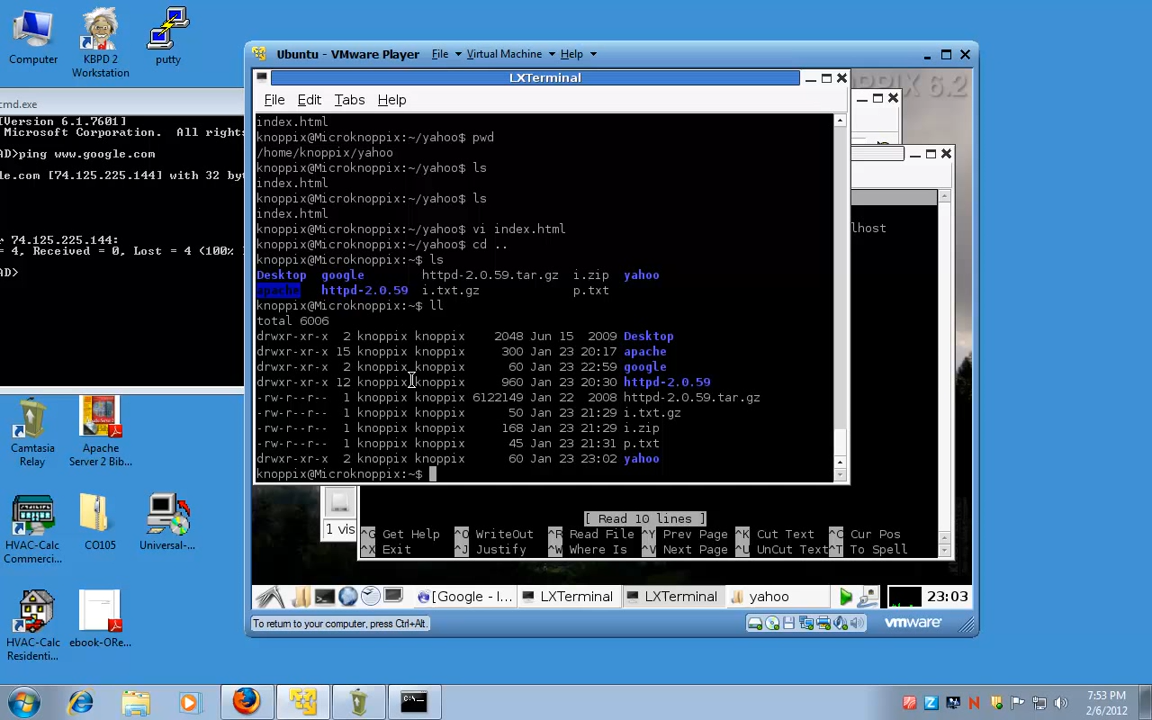 Computer
KBPD 2
Workstation
putty
cmd.exe
[Version 6.1.7601]
Microsoft Corporation. All rights
AD>ping www.google.com
le.com [74.125.225.144] with 32 byt
r 74.125.225.144:
= 4, Received = 0, Lost = 4 (100%
AD>
Ubuntu - VMware Player File Virtual Machine Help
KNOPPIX 6.2
LXTerminal
File Edit Tabs Help
index.html
knoppix@Microknoppix:~/yahoo$ pwd
/home/knoppix/yahoo
knoppix@Microknoppix:~/yahoo$ ls
index.html
knoppix@Microknoppix:~/yahoo$ ls
index.html
knoppix@Microknoppix:~/yahoo$ vi index.html
knoppix@Microknoppix:~/yahoo$ cd ..
knoppix@Microknoppix:~$ ls
Desktop google httpd-2.0.59.tar.gz i.zip yahoo
apache httpd-2.0.59 i.txt.gz p.txt
knoppix@Microknoppix:~$ ll
total 6006
drwxr-xr-x 2 knoppix knoppix 2048 Jun 15 2009 Desktop
drwxr-xr-x 15 knoppix knoppix 300 Jan 23 20:17 apache
drwxr-xr-x 2 knoppix knoppix 60 Jan 23 22:59 google
drwxr-xr-x 12 knoppix knoppix 960 Jan 23 20:30 httpd-2.0.59
-rw-r--r-- 1 knoppix knoppix 6122149 Jan 22 2008 httpd-2.0.59.tar.gz
-rw-r--r-- 1 knoppix knoppix 50 Jan 23 21:29 i.txt.gz
-rw-r--r-- 1 knoppix knoppix 168 Jan 23 21:29 i.zip
-rw-r--r-- 1 knoppix knoppix 45 Jan 23 21:31 p.txt
drwxr-xr-x 2 knoppix knoppix 60 Jan 23 23:02 yahoo
knoppix@Microknoppix:~$
alhost
1 vis
[ Read 10 lines ]
^G Get Help ^O WriteOut ^R Read File ^Y Prev Page ^K Cut Text ^C Cur Pos
^X Exit ^J Justify ^W Where Is ^V Next Page ^U UnCut Text ^T To Spell
[Google - I... LXTerminal LXTerminal yahoo 23:03
To return to your computer, press Ctrl+Alt.
vmware
Camtasia
Relay
Apache
Server 2 Bib...
HVAC-Calc
Commerci...
CO105
Universal-...
HVAC-Calc
Residenti...
ebook-ORe...
7:53 PM
2/6/2012